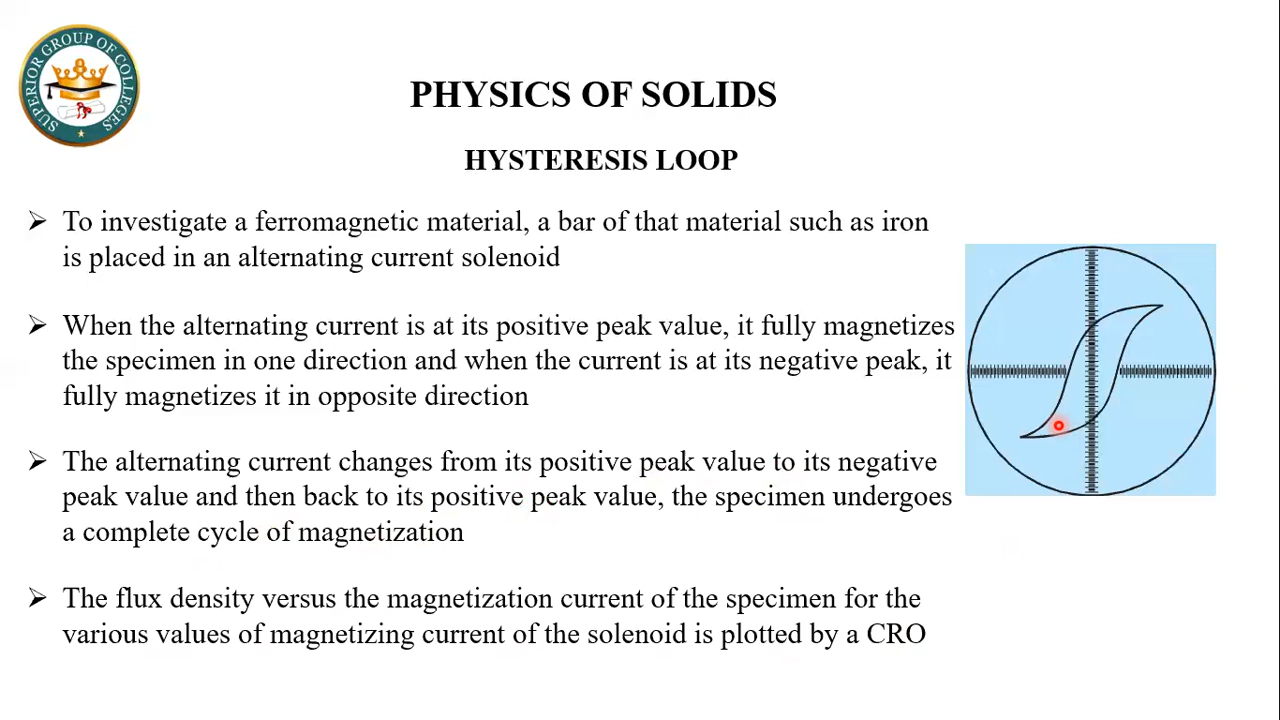 SUPERIOR GROUP OF COLLEGES
PHYSICS OF SOLIDS
HYSTERESIS LOOP
➢ To investigate a ferromagnetic material, a bar of that material such as iron
is placed in an alternating current solenoid
➢ When the alternating current is at its positive peak value, it fully magnetizes
the specimen in one direction and when the current is at its negative peak, it
fully magnetizes it in opposite direction
➢ The alternating current changes from its positive peak value to its negative
peak value and then back to its positive peak value, the specimen undergoes
a complete cycle of magnetization
➢ The flux density versus the magnetization current of the specimen for the
various values of magnetizing current of the solenoid is plotted by a CRO